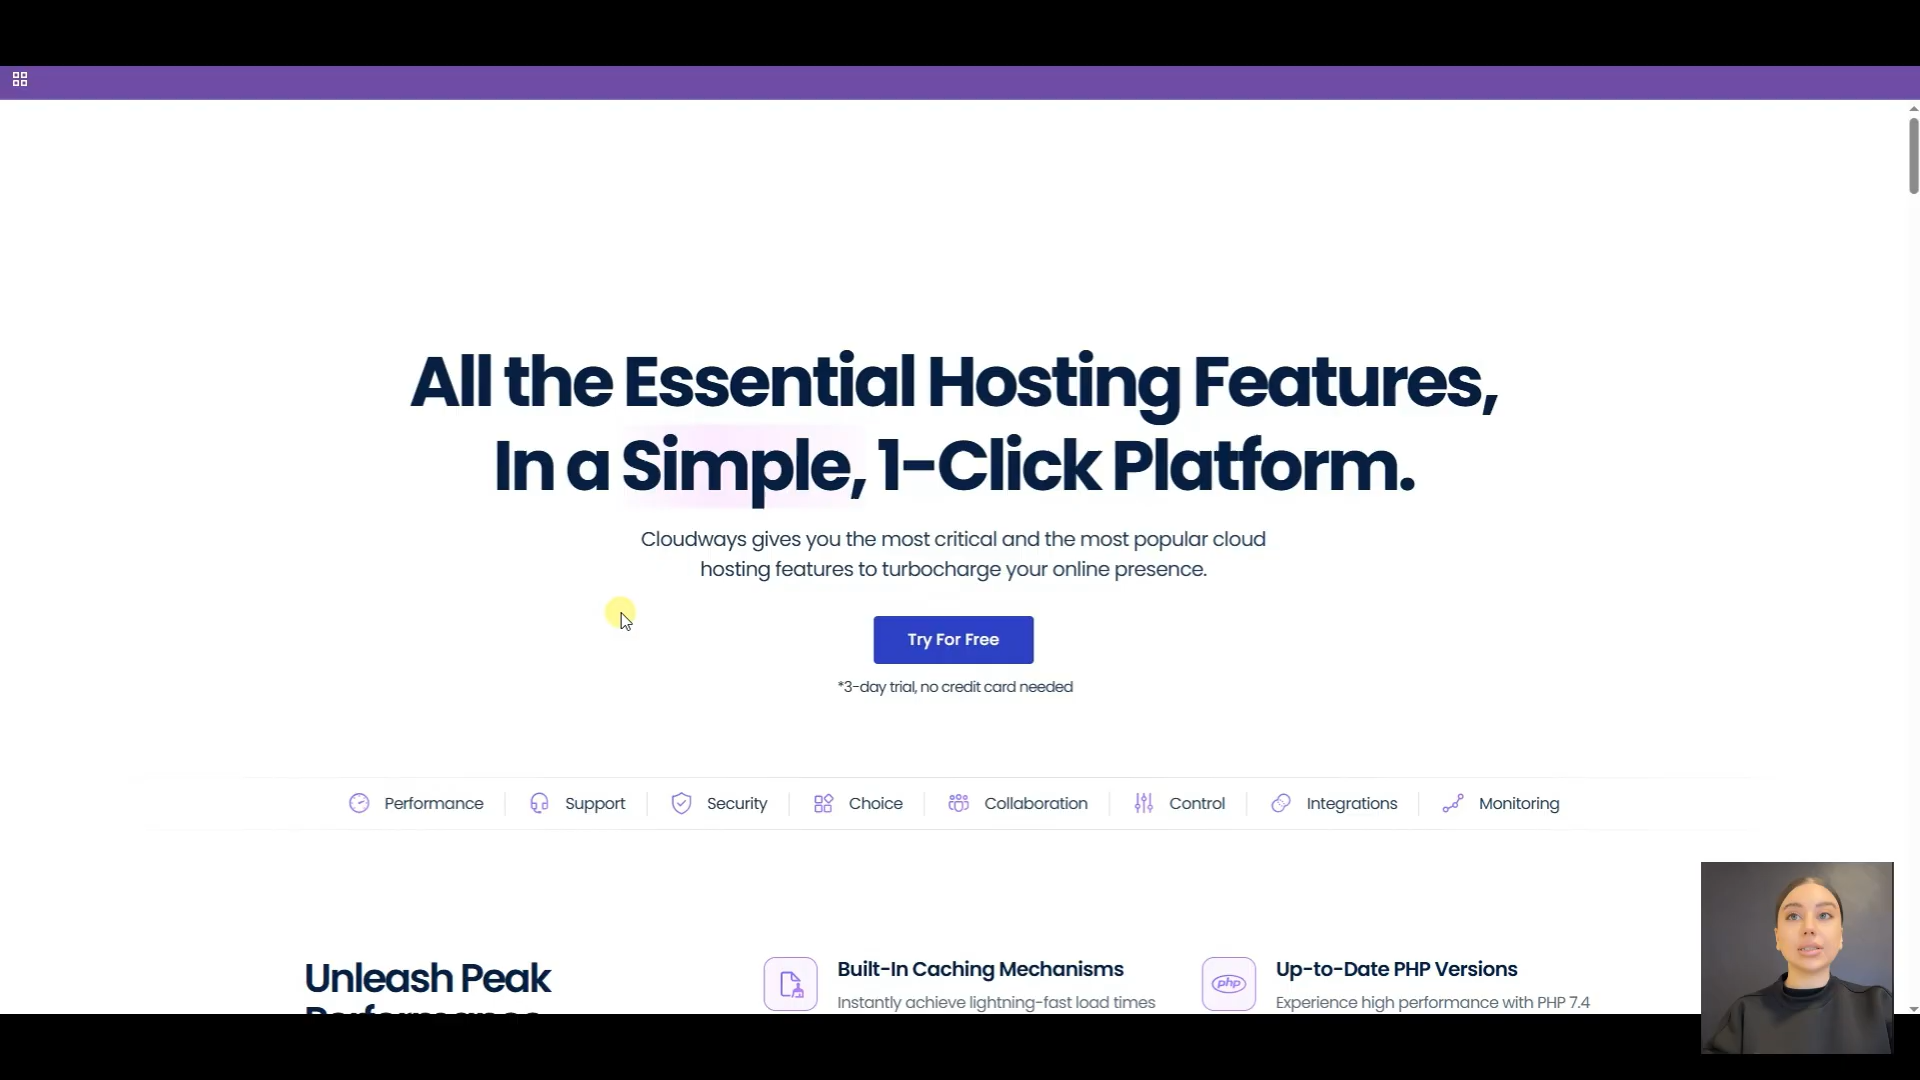 All the Essential Hosting Features,
In a Simple, 1-Click Platform.
Cloudways gives you the most critical and the most popular cloud
hosting features to turbocharge your online presence.
Try For Free
*3-day trial, no credit card needed
Performance
Support
Security
Choice
Collaboration
Control
Integrations
Monitoring
Unleash Peak
Performance
Built-In Caching Mechanisms
Instantly achieve lightning-fast load times
php
Up-to-Date PHP Versions
Experience high performance with PHP 7.4